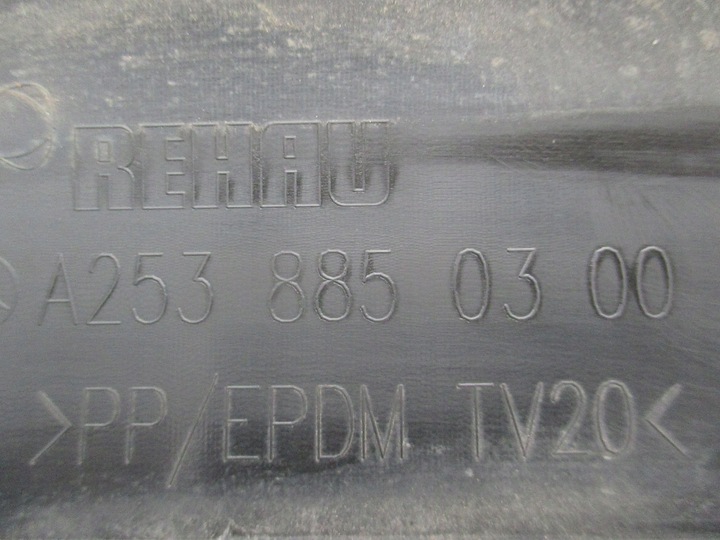 REHAU
A253 885 03 00
>PP/EPDM TV20<